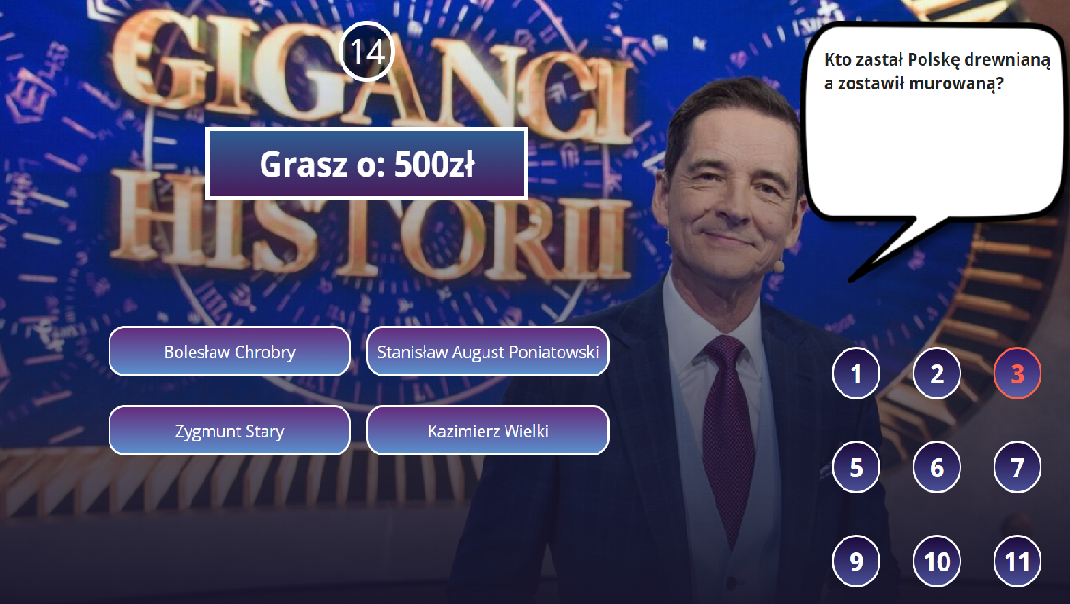 GIGANCI
HISTORII
14
Grasz o: 500zł
Kto zastał Polskę drewnianą
a zostawił murowaną?
Bolesław Chrobry
Stanisław August Poniatowski
Zygmunt Stary
Kazimierz Wielki
1 2 3
5 6 7
9 10 11